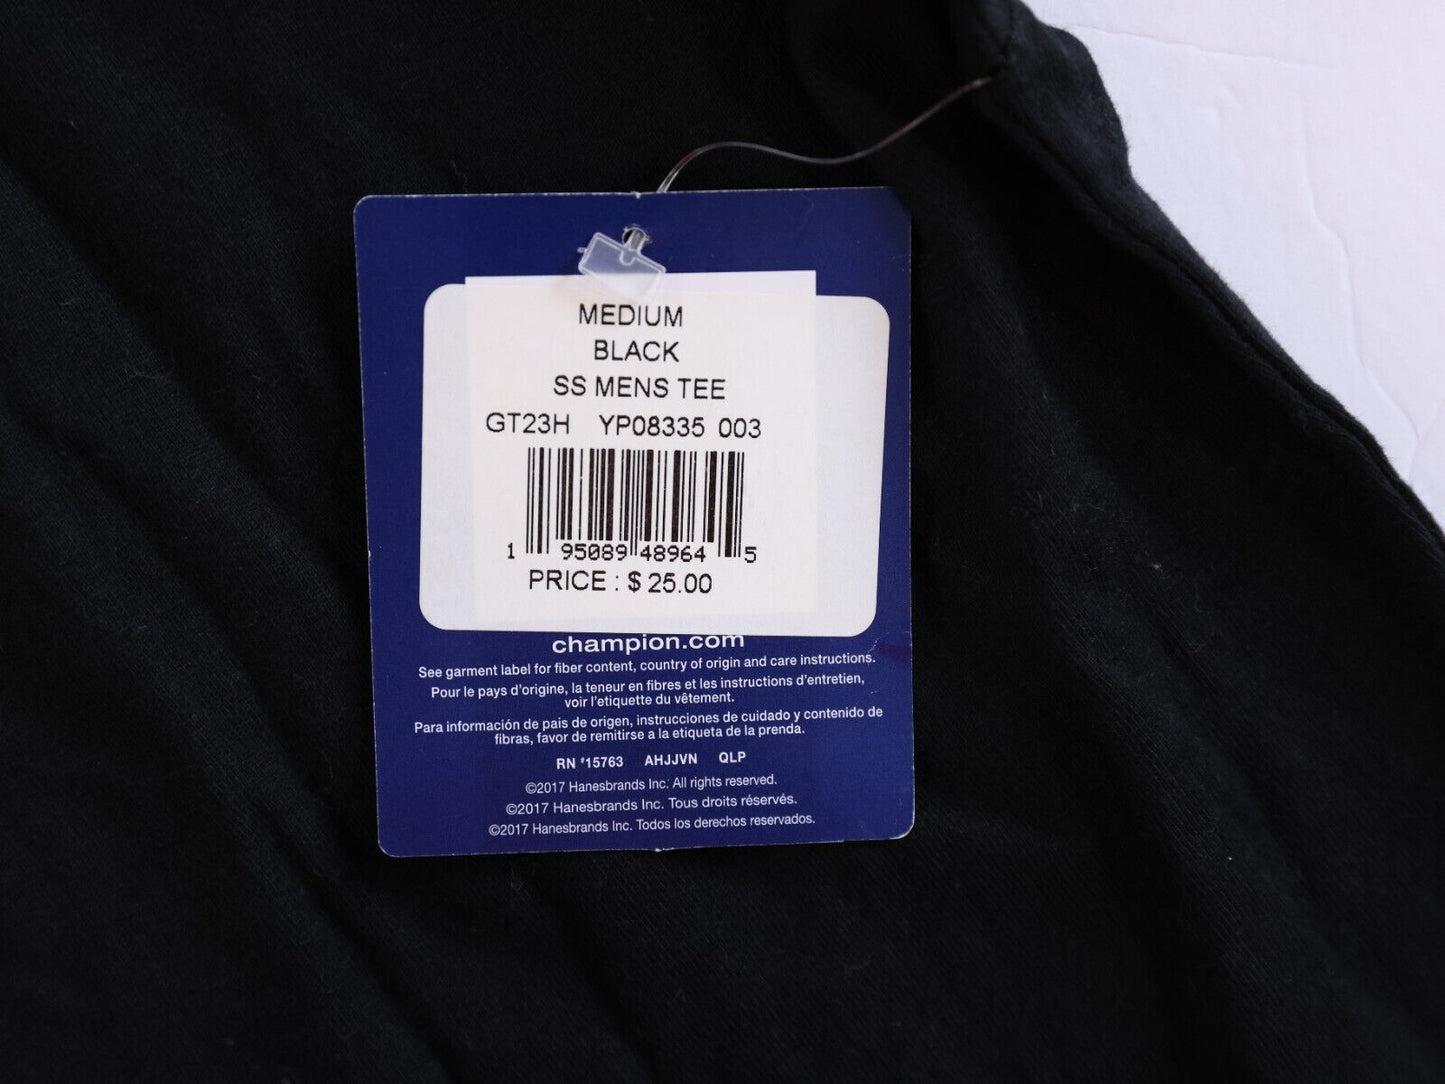 MEDIUM
BLACK
SS MENS TEE
GT23H YP08335 003
1 95089 48964 5
PRICE : $ 25.00
champion.com
See garment label for fiber content, country of origin and care instructions.
Pour le pays d'origine, la teneur en fibres et les instructions d'entretien,
voir l'etiquette du vêtement.
Para información de pais de origen, instrucciones de cuidado y contenido de
fibras, favor de remitirse a la etiqueta de la prenda.
RN #15763 AHJJVN QLP
©2017 Hanesbrands Inc. All rights reserved.
©2017 Hanesbrands Inc. Tous droits réservés.
©2017 Hanesbrands Inc. Todos los derechos reservados.